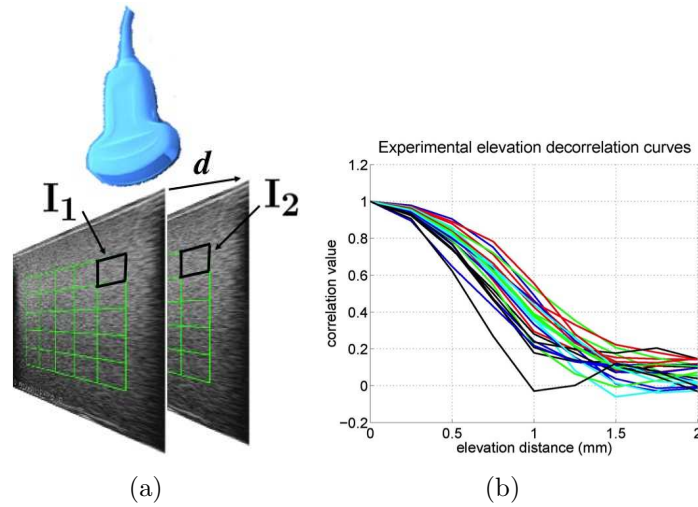 d
I1
I2
(a)
Experimental elevation decorrelation curves
correlation value
1.2
1
0.8
0.6
0.4
0.2
0
−0.2
0
0.5
1.0
1.5
2
elevation distance (mm)
(b)